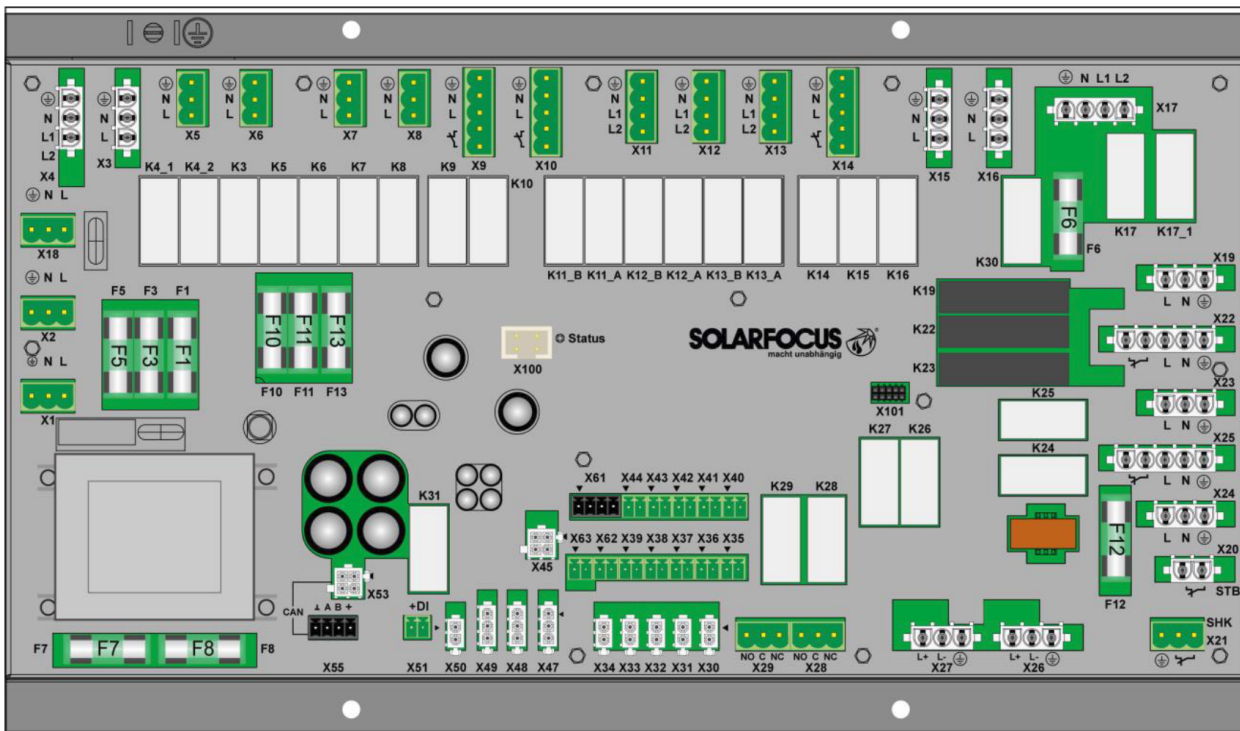 N L1 L2
N L1 L2 X4
N L X3
N L X5
N L X6
N L X7
N L X8
N L X9
N L X10
N L1 L2 X11
N L1 L2 X12
N L1 L2 X13
N L X14
N L X15
N L X16
X17
K4_1 K4_2 K3 K5 K6 K7 K8 K9 K10
N L
X18
N L
X2
N L
X1
K11_B K11_A K12_B K12_A K13_B K13_A K14 K15 K16
K30
F6
F6
K17 K17_1
F5 F3 F1
F5 F3 F1
F10 F11 F13
F10 F11 F13
X100
Status
SOLARFOCUS
macht unabhängig
X101
K19
K22
K23
X19
L N
X22
L N
X23
L N
X25
L N
X24
L N
X20
STB
K25
K24
K27 K26
F12
F12
K31
X61 X44 X43 X42 X41 X40
K29 K28
X45
X63 X62 X39 X38 X37 X36 X35
X53
CAN
A B +
X55
+DI
X51
X50 X49 X48 X47
X34 X33 X32 X31 X30
NO C NC NO C NC
X29 X28
L+ L- L+ L-
X27 X26
SHK
X21
F7 F7 F8 F8